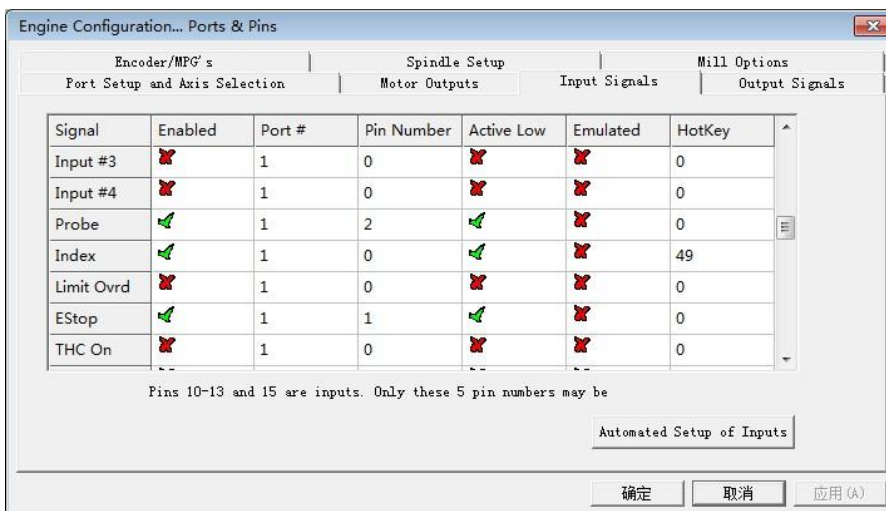 Engine Configuration... Ports & Pins
Encoder/MPG's Spindle Setup Mill Options
Port Setup and Axis Selection Motor Outputs Input Signals Output Signals
Signal Enabled Port # Pin Number Active Low Emulated HotKey
Input #3 1 0 0
Input #4 1 0 0
Probe 1 2 0
Index 1 0 49
Limit Ovrd 1 0 0
EStop 1 1 0
THC On 1 0 0
Pins 10-13 and 15 are inputs. Only these 5 pin numbers may be
Automated Setup of Inputs
确定 取消 应用(A)